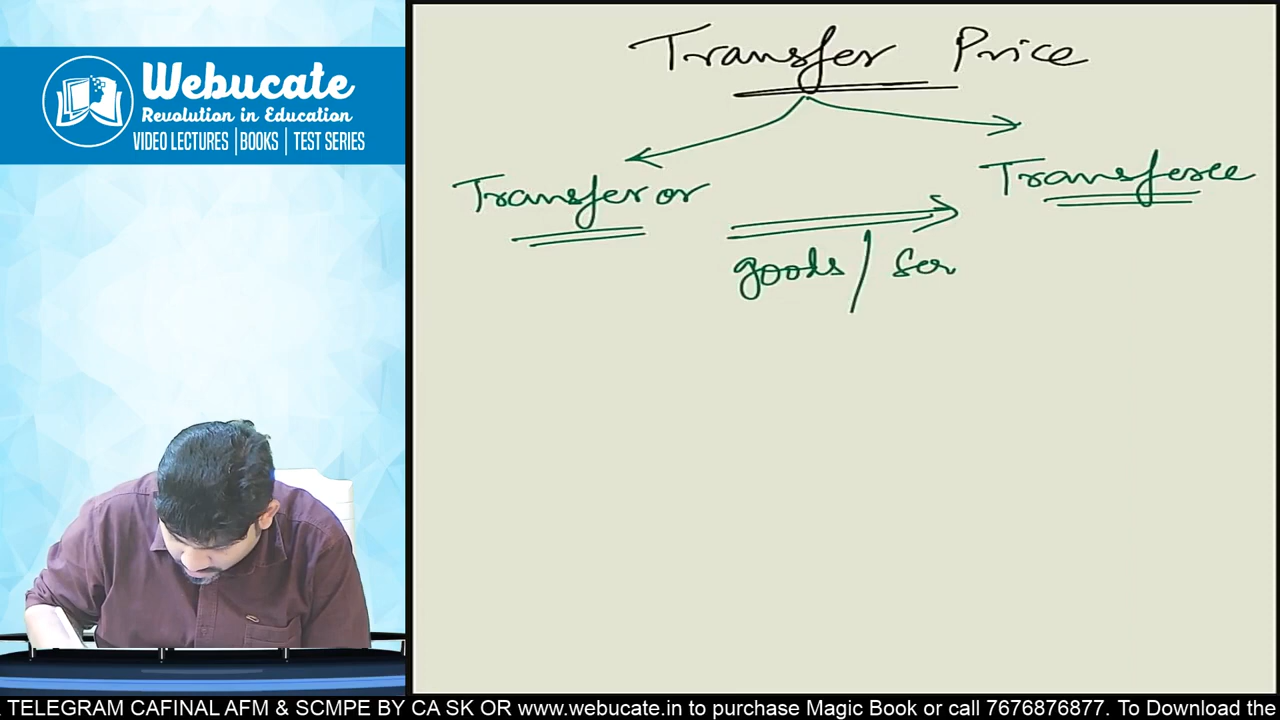 Webucate
Revolution in Education
VIDEO LECTURES | BOOKS | TEST SERIES
Transfer Price
Transferor
Transferee
goods / Ser
TELEGRAM CAFINAL AFM & SCMPE BY CA SK OR www.webucate.in to purchase Magic Book or call 7676876877. To Download the